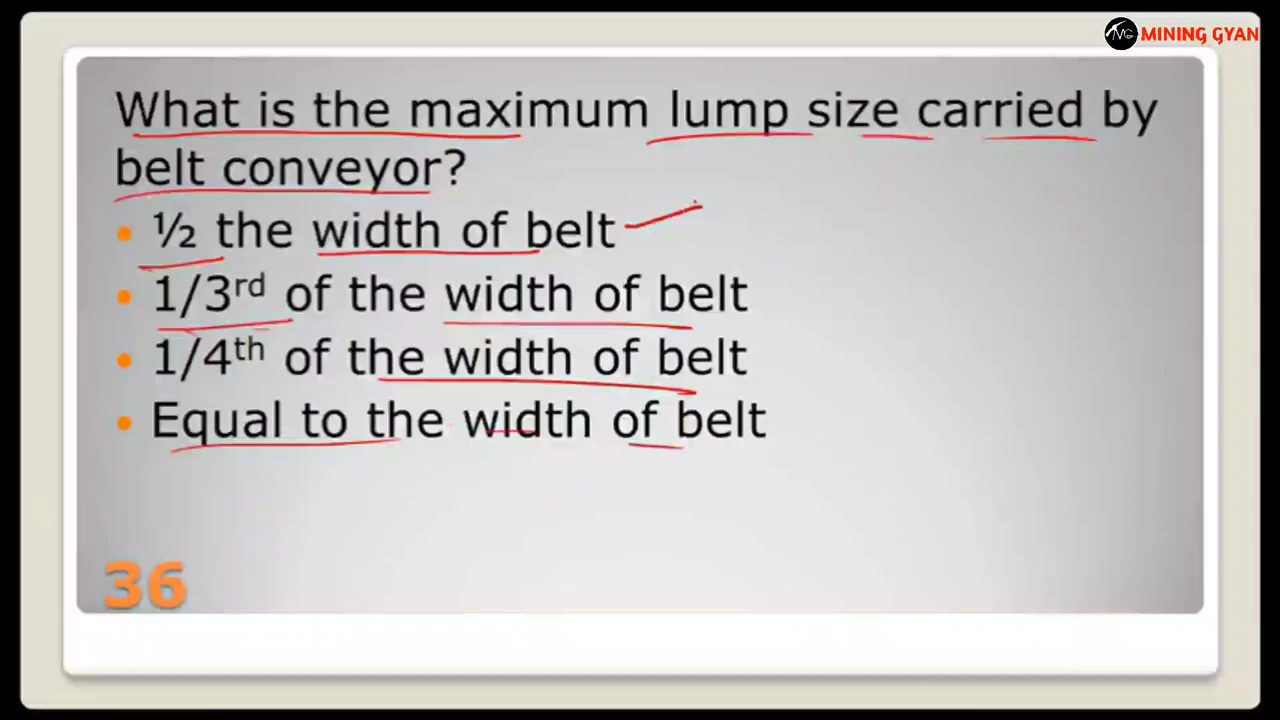 MINING GYAN
What is the maximum lump size carried by
belt conveyor?
• ½ the width of belt
• 1/3rd of the width of belt
• 1/4th of the width of belt
• Equal to the width of belt
36